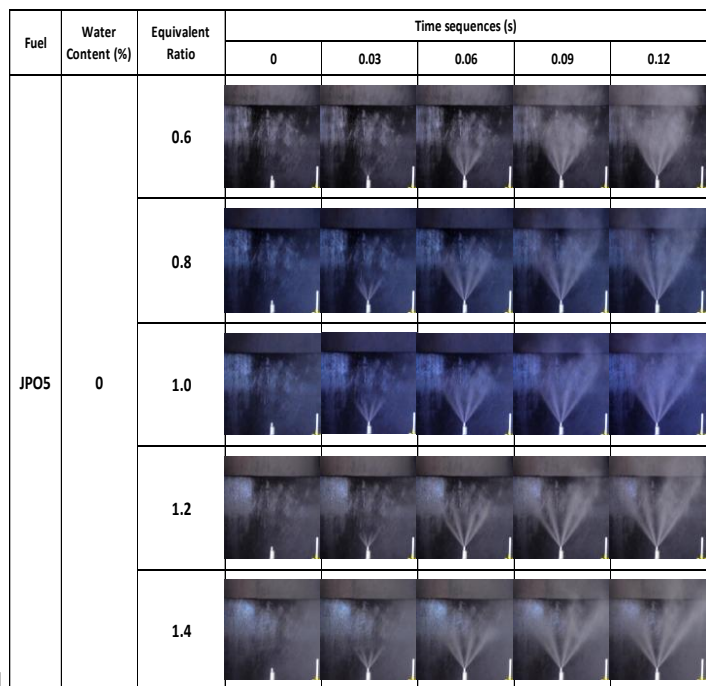 Fuel
Water
Content (%)
Equivalent
Ratio
Time sequences (s)
0
0.03
0.06
0.09
0.12
JPO5
0
0.6
0.8
1.0
1.2
1.4